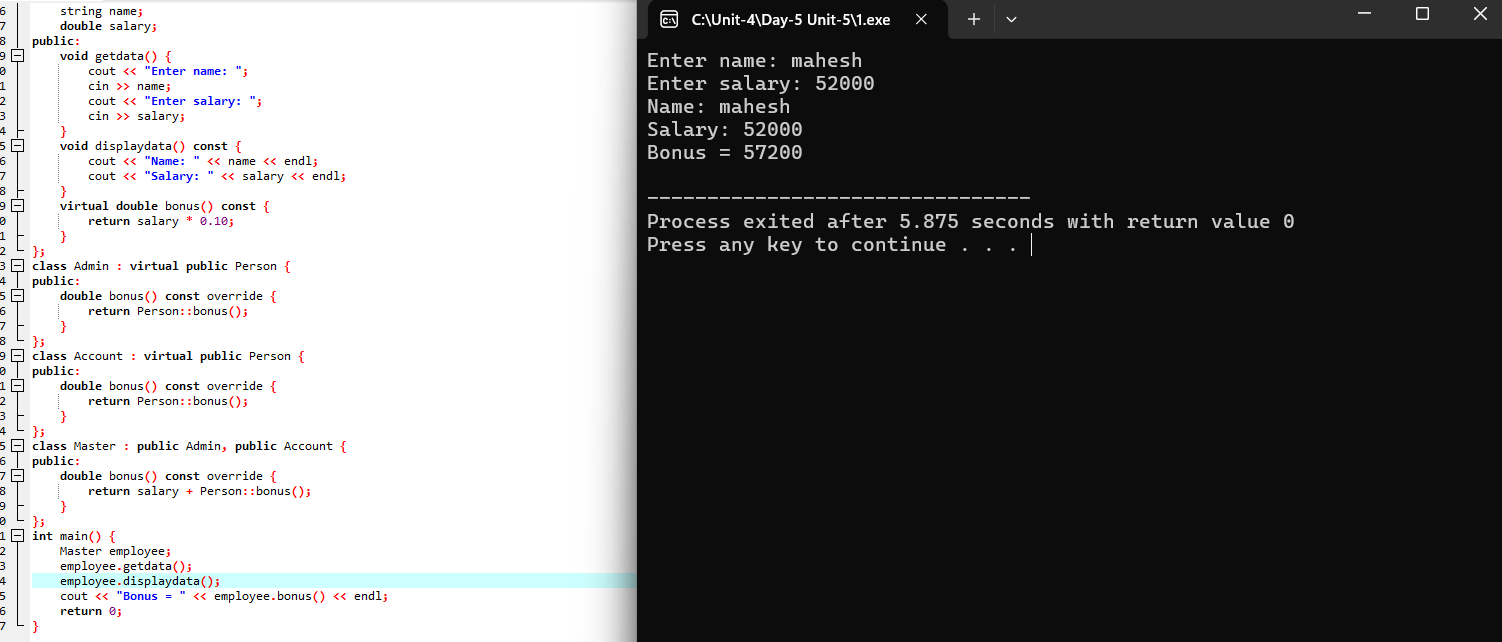 6 string name;
7 double salary;
8 public:
9 void getdata() {
0 cout << "Enter name: ";
1 cin >> name;
2 cout << "Enter salary: ";
3 cin >> salary;
4 }
5 void displaydata() const {
6 cout << "Name: " << name << endl;
7 cout << "Salary: " << salary << endl;
8 }
9 virtual double bonus() const {
0 return salary * 0.10;
1 }
2 };
3 class Admin : virtual public Person {
4 public:
5 double bonus() const override {
6 return Person::bonus();
7 }
8 };
9 class Account : virtual public Person {
0 public:
1 double bonus() const override {
2 return Person::bonus();
3 }
4 };
5 class Master : public Admin, public Account {
6 public:
7 double bonus() const override {
8 return salary + Person::bonus();
9 }
0 };
1 int main() {
2 Master employee;
3 employee.getdata();
4 employee.displaydata();
5 cout << "Bonus = " << employee.bonus() << endl;
6 return 0;
7 }
C:\Unit-4\Day-5 Unit-5\1.exe
Enter name: mahesh
Enter salary: 52000
Name: mahesh
Salary: 52000
Bonus = 57200
--------------------------------
Process exited after 5.875 seconds with return value 0
Press any key to continue . . .